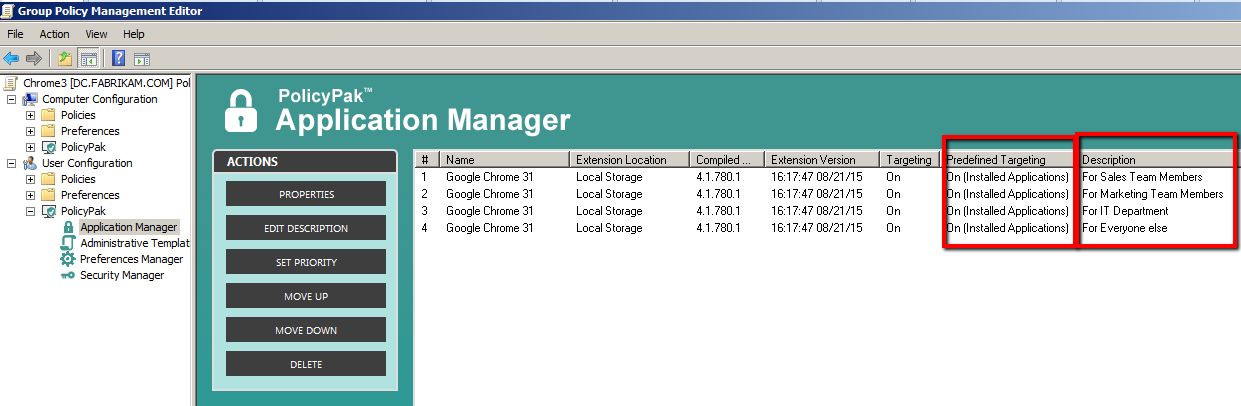 Group Policy Management Editor
File Action View Help
Chrome3 [DC.FABRIKAM.COM] Pol
Computer Configuration
Policies
Preferences
PolicyPak
User Configuration
Policies
Preferences
PolicyPak
Application Manager
Administrative Templat
Preferences Manager
Security Manager
PolicyPak™
Application Manager
ACTIONS
PROPERTIES
EDIT DESCRIPTION
SET PRIORITY
MOVE UP
MOVE DOWN
DELETE
# Name Extension Location Compiled ... Extension Version Targeting Predefined Targeting Description
1 Google Chrome 31 Local Storage 4.1.780.1 16:17:47 08/21/15 On On (Installed Applications) For Sales Team Members
2 Google Chrome 31 Local Storage 4.1.780.1 16:17:47 08/21/15 On On (Installed Applications) For Marketing Team Members
3 Google Chrome 31 Local Storage 4.1.780.1 16:17:47 08/21/15 On On (Installed Applications) For IT Department
4 Google Chrome 31 Local Storage 4.1.780.1 16:17:47 08/21/15 On On (Installed Applications) For Everyone else